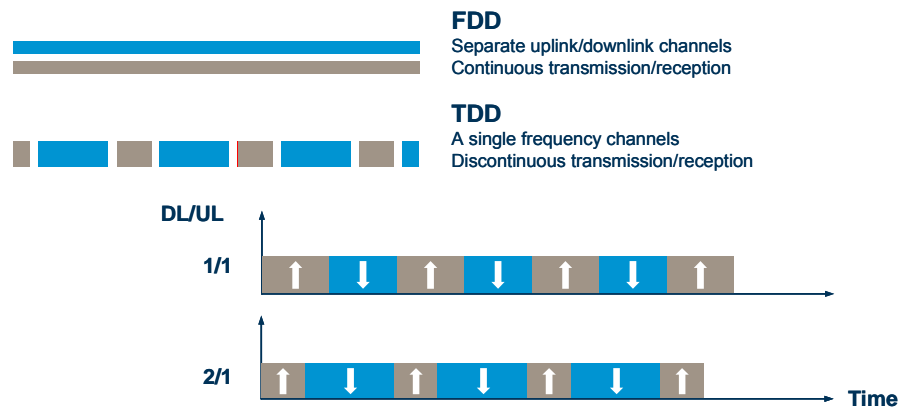 FDD
Separate uplink/downlink channels
Continuous transmission/reception
TDD
A single frequency channels
Discontinuous transmission/reception
DL/UL
1/1
2/1
Time